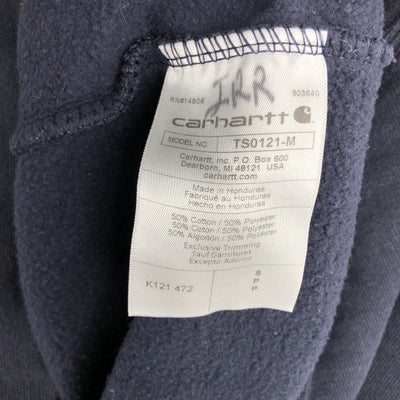 IRR
RN#14806 903640
carhartt
MODEL NO. TS0121-M
Carhartt, Inc. P.O. Box 600
Dearborn, MI 48121 USA
carhartt.com
Made in Honduras
Fabriqué au Honduras
Hecho en Honduras
50% Cotton / 50% Polyester
50% Coton / 50% Polyester
50% Algodón / 50% Poliéster
Exclusive Trimming
Sauf Garnitures
Excepto Adorno
K121 472 S
P
P